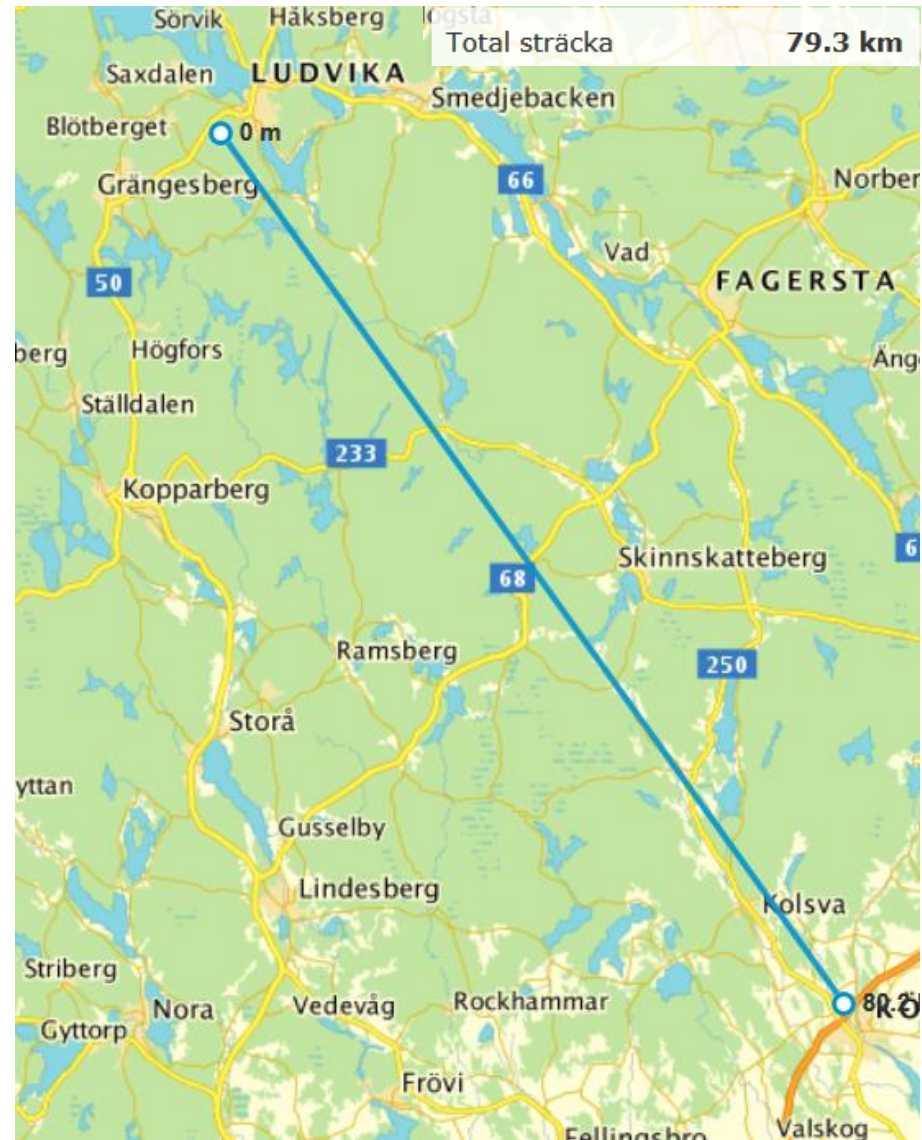 Sörvik
Håksberg
Total sträcka 79.3 km
Saxdalen
LUDVIKA
Smedjebacken
Blötberget
0 m
Grängesberg
66
Norber
Vad
50
FAGERSTA
berg
Högfors
Äng
Ställdalen
233
Kopparberg
6
Skinnskatteberg
68
Ramsberg
250
Storå
yttan
Gusselby
Lindesberg
Kolsva
Striberg
Nora
Vedevåg
Rockhammar
Gyttorp
Frövi
Fellingsbro
Valskog